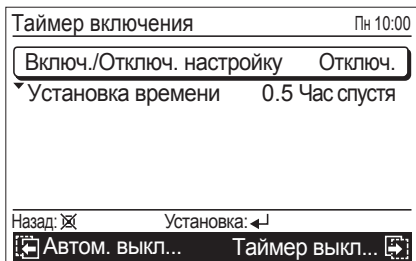 Таймер включения Пн 10:00
Включ./Отключ. настройку Отключ.
Установка времени 0.5 Час спустя
Назад: Установка:
Автом. выкл... Таймер выкл...